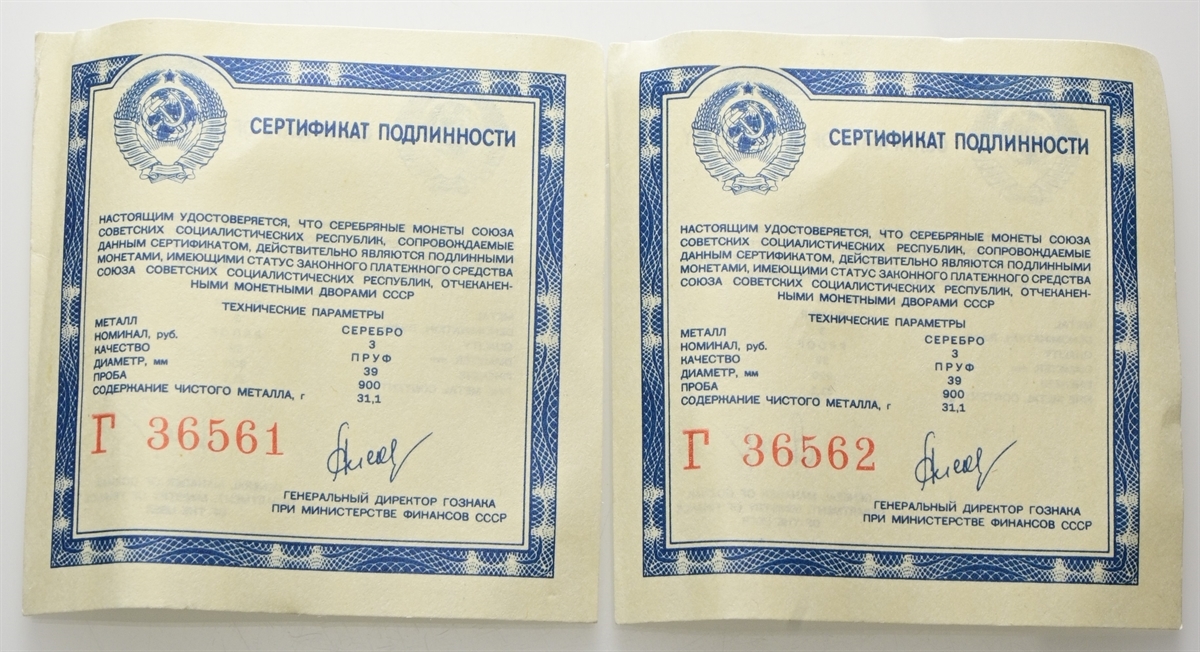 СЕРТИФИКАТ ПОДЛИННОСТИ
НАСТОЯЩИМ УДОСТОВЕРЯЕТСЯ, ЧТО СЕРЕБРЯНЫЕ МОНЕТЫ СОЮЗА
СОВЕТСКИХ СОЦИАЛИСТИЧЕСКИХ РЕСПУБЛИК, СОПРОВОЖДАЕМЫЕ
ДАННЫМ СЕРТИФИКАТОМ, ДЕЙСТВИТЕЛЬНО ЯВЛЯЮТСЯ ПОДЛИННЫМИ
МОНЕТАМИ, ИМЕЮЩИМИ СТАТУС ЗАКОННОГО ПЛАТЕЖНОГО СРЕДСТВА
СОЮЗА СОВЕТСКИХ СОЦИАЛИСТИЧЕСКИХ РЕСПУБЛИК, ОТЧЕКАНЕН-
НЫМИ МОНЕТНЫМИ ДВОРАМИ СССР
ТЕХНИЧЕСКИЕ ПАРАМЕТРЫ
МЕТАЛЛ СЕРЕБРО
НОМИНАЛ, руб. 3
КАЧЕСТВО ПРУФ
ДИАМЕТР, мм 39
ПРОБА 900
СОДЕРЖАНИЕ ЧИСТОГО МЕТАЛЛА, г 31,1
Г 36561
ГЕНЕРАЛЬНЫЙ ДИРЕКТОР ГОЗНАКА
ПРИ МИНИСТЕРСТВЕ ФИНАНСОВ СССР
СЕРТИФИКАТ ПОДЛИННОСТИ
НАСТОЯЩИМ УДОСТОВЕРЯЕТСЯ, ЧТО СЕРЕБРЯНЫЕ МОНЕТЫ СОЮЗА
СОВЕТСКИХ СОЦИАЛИСТИЧЕСКИХ РЕСПУБЛИК, СОПРОВОЖДАЕМЫЕ
ДАННЫМ СЕРТИФИКАТОМ, ДЕЙСТВИТЕЛЬНО ЯВЛЯЮТСЯ ПОДЛИННЫМИ
МОНЕТАМИ, ИМЕЮЩИМИ СТАТУС ЗАКОННОГО ПЛАТЕЖНОГО СРЕДСТВА
СОЮЗА СОВЕТСКИХ СОЦИАЛИСТИЧЕСКИХ РЕСПУБЛИК, ОТЧЕКАНЕН-
НЫМИ МОНЕТНЫМИ ДВОРАМИ СССР
ТЕХНИЧЕСКИЕ ПАРАМЕТРЫ
МЕТАЛЛ СЕРЕБРО
НОМИНАЛ, руб. 3
КАЧЕСТВО ПРУФ
ДИАМЕТР, мм 39
ПРОБА 900
СОДЕРЖАНИЕ ЧИСТОГО МЕТАЛЛА, г 31,1
Г 36562
ГЕНЕРАЛЬНЫЙ ДИРЕКТОР ГОЗНАКА
ПРИ МИНИСТЕРСТВЕ ФИНАНСОВ СССР